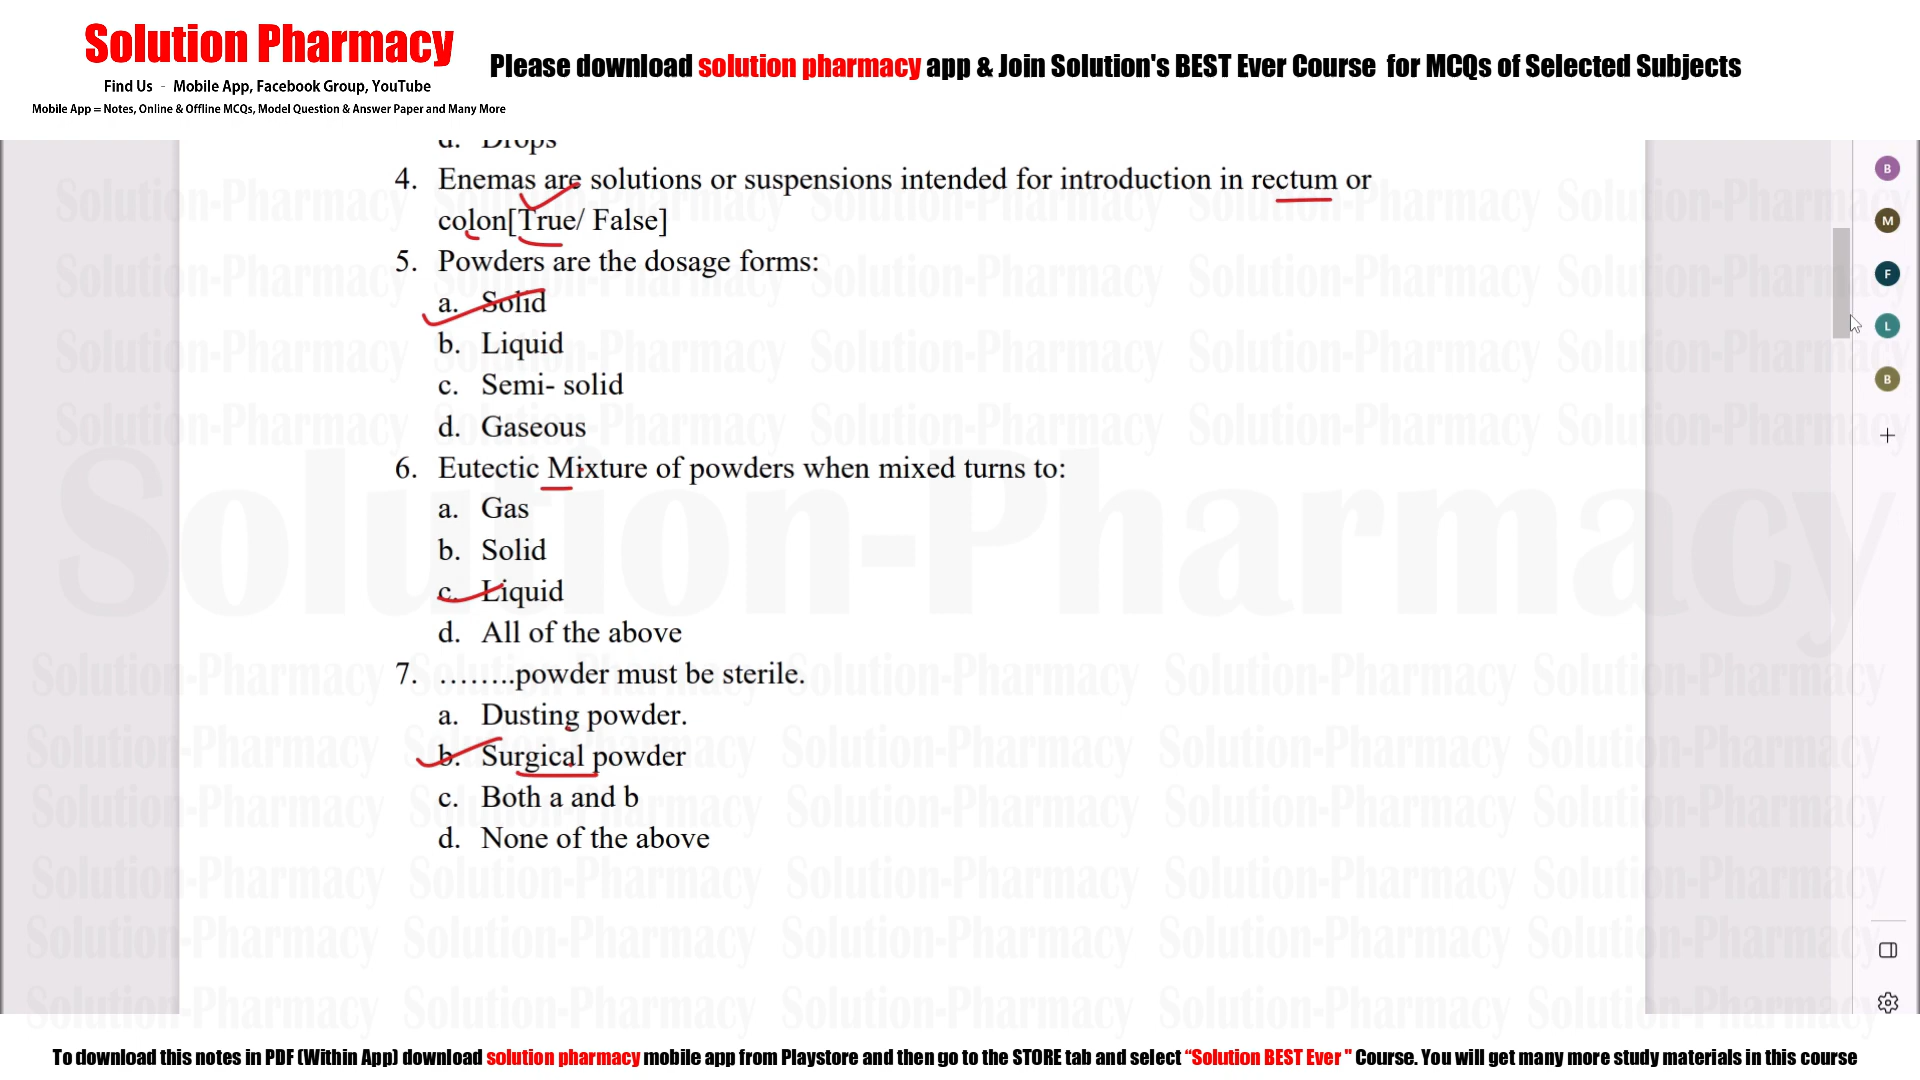 Solution Pharmacy
Please download solution pharmacy app & Join Solution's BEST Ever Course for MCQs of Selected Subjects
Find Us - Mobile App, Facebook Group, YouTube
Mobile App = Notes, Online & Offline MCQs, Model Question & Answer Paper and Many More
d. Drops
4. Enemas are solutions or suspensions intended for introduction in rectum or
colon[True/ False]
5. Powders are the dosage forms:
a. Solid
b. Liquid
c. Semi- solid
d. Gaseous
6. Eutectic Mixture of powders when mixed turns to:
a. Gas
b. Solid
c. Liquid
d. All of the above
7. ........powder must be sterile.
a. Dusting powder.
b. Surgical powder
c. Both a and b
d. None of the above
B
M
F
L
B
Solution-Pharmacy
To download this notes in PDF (Within App) download solution pharmacy mobile app from Playstore and then go to the STORE tab and select “Solution BEST Ever " Course. You will get many more study materials in this course